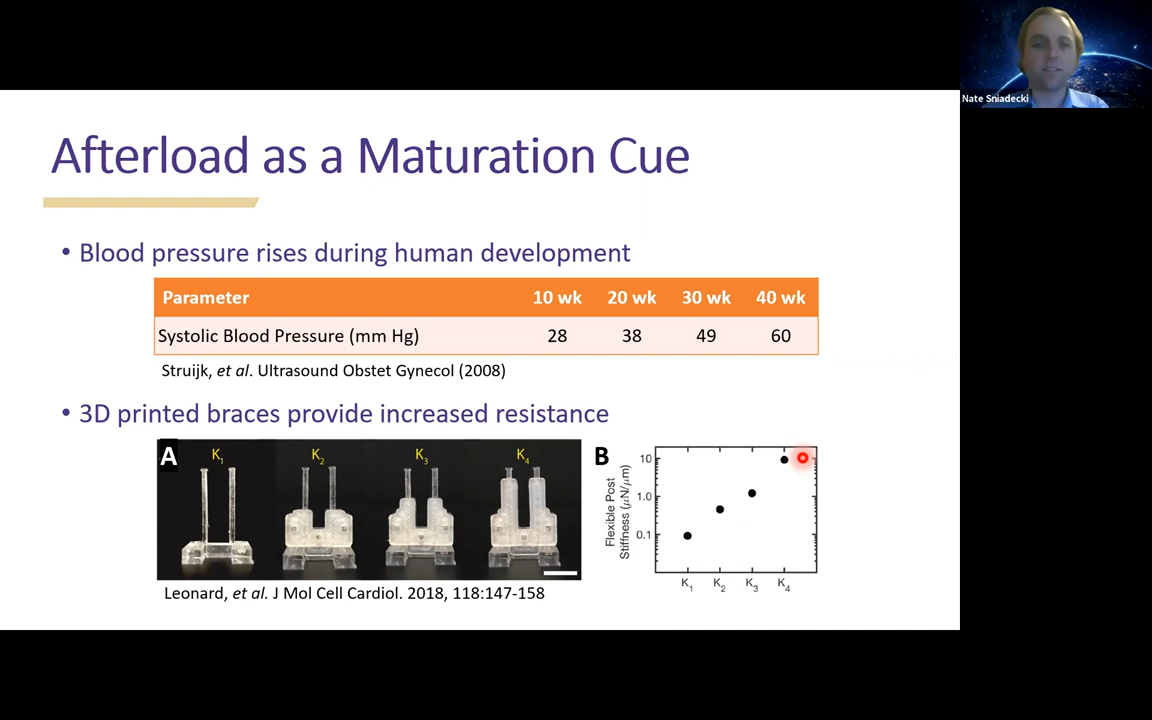 Nate Sniadecki
Afterload as a Maturation Cue
• Blood pressure rises during human development
Parameter 10 wk 20 wk 30 wk 40 wk
Systolic Blood Pressure (mm Hg) 28 38 49 60
Struijk, et al. Ultrasound Obstet Gynecol (2008)
• 3D printed braces provide increased resistance
A K1 K2 K3 K4
Leonard, et al. J Mol Cell Cardiol. 2018, 118:147-158
B
Flexible Post
Stiffness (μN/μm)
10
1.0
0.1
K1 K2 K3 K4